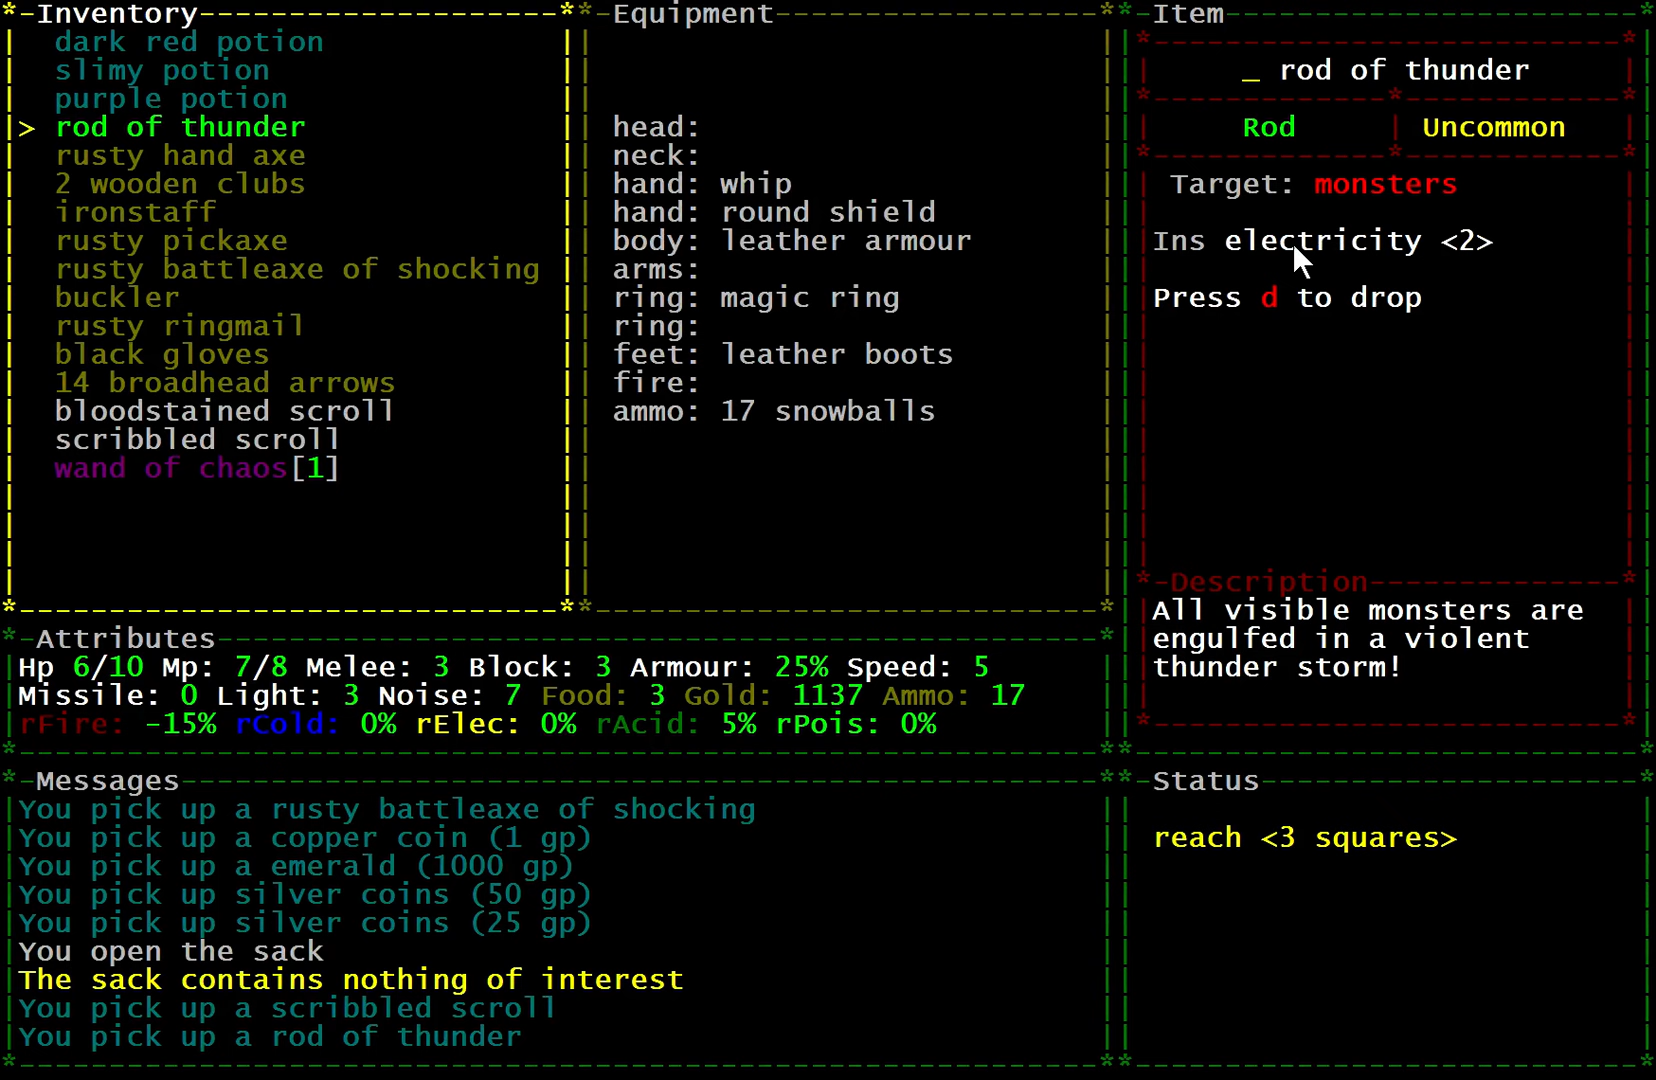 Inventory
dark red potion
slimy potion
purple potion
> rod of thunder
rusty hand axe
2 wooden clubs
ironstaff
rusty pickaxe
rusty battleaxe of shocking
buckler
rusty ringmail
black gloves
14 broadhead arrows
bloodstained scroll
scribbled scroll
wand of chaos[1]
Equipment
head:
neck:
hand: whip
hand: round shield
body: leather armour
arms:
ring: magic ring
ring:
feet: leather boots
fire:
ammo: 17 snowballs
Item
_ rod of thunder
Rod | Uncommon
Target: monsters
Ins electricity <2>
Press d to drop
Description
All visible monsters are
engulfed in a violent
thunder storm!
Attributes
Hp 6/10 Mp: 7/8 Melee: 3 Block: 3 Armour: 25% Speed: 5
Missile: 0 Light: 3 Noise: 7 Food: 3 Gold: 1137 Ammo: 17
rFire: -15% rCold: 0% rElec: 0% rAcid: 5% rPois: 0%
Messages
You pick up a rusty battleaxe of shocking
You pick up a copper coin (1 gp)
You pick up a emerald (1000 gp)
You pick up silver coins (50 gp)
You pick up silver coins (25 gp)
You open the sack
The sack contains nothing of interest
You pick up a scribbled scroll
You pick up a rod of thunder
Status
reach <3 squares>